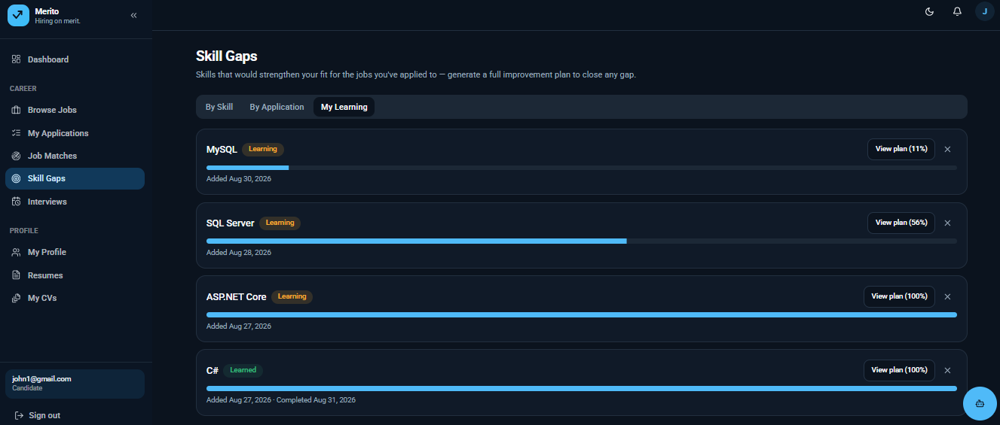 Merito
Hiring on merit.
J
Dashboard
CAREER
Browse Jobs
My Applications
Job Matches
Skill Gaps
Interviews
PROFILE
My Profile
Resumes
My CVs
john1@gmail.com
Candidate
Sign out
Skill Gaps
Skills that would strengthen your fit for the jobs you've applied to — generate a full improvement plan to close any gap.
By Skill By Application My Learning
MySQL Learning View plan (11%)
Added Aug 30, 2026
SQL Server Learning View plan (56%)
Added Aug 28, 2026
ASP.NET Core Learning View plan (100%)
Added Aug 27, 2026
C# Learned View plan (100%)
Added Aug 27, 2026 · Completed Aug 31, 2026